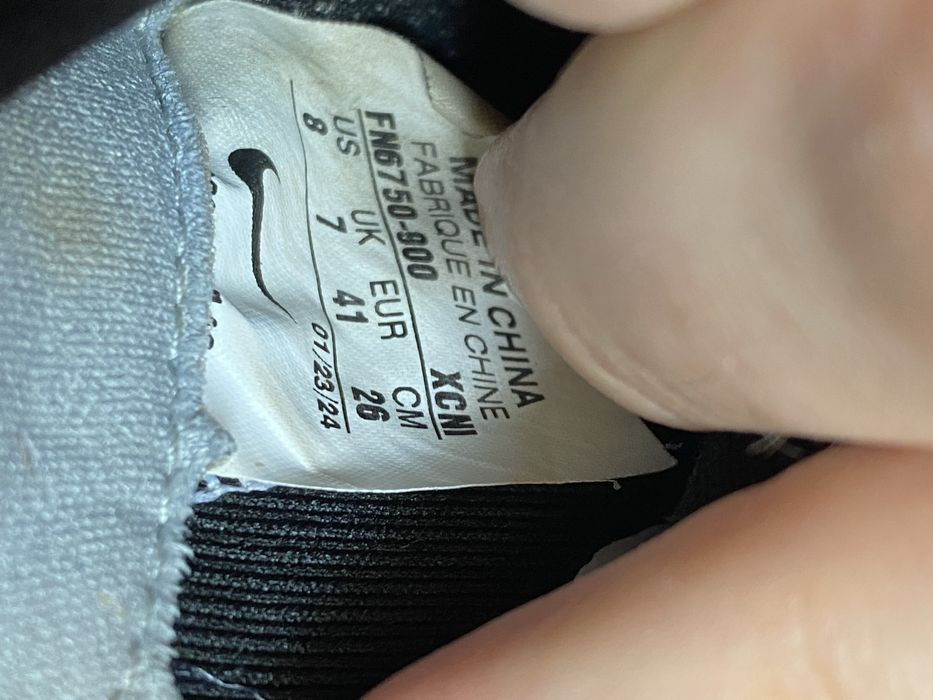 MADE IN CHINA
FABRIQUE EN CHINE
FN6750-900 XCNI
US UK EUR CM
8 7 41 26
01/23/24